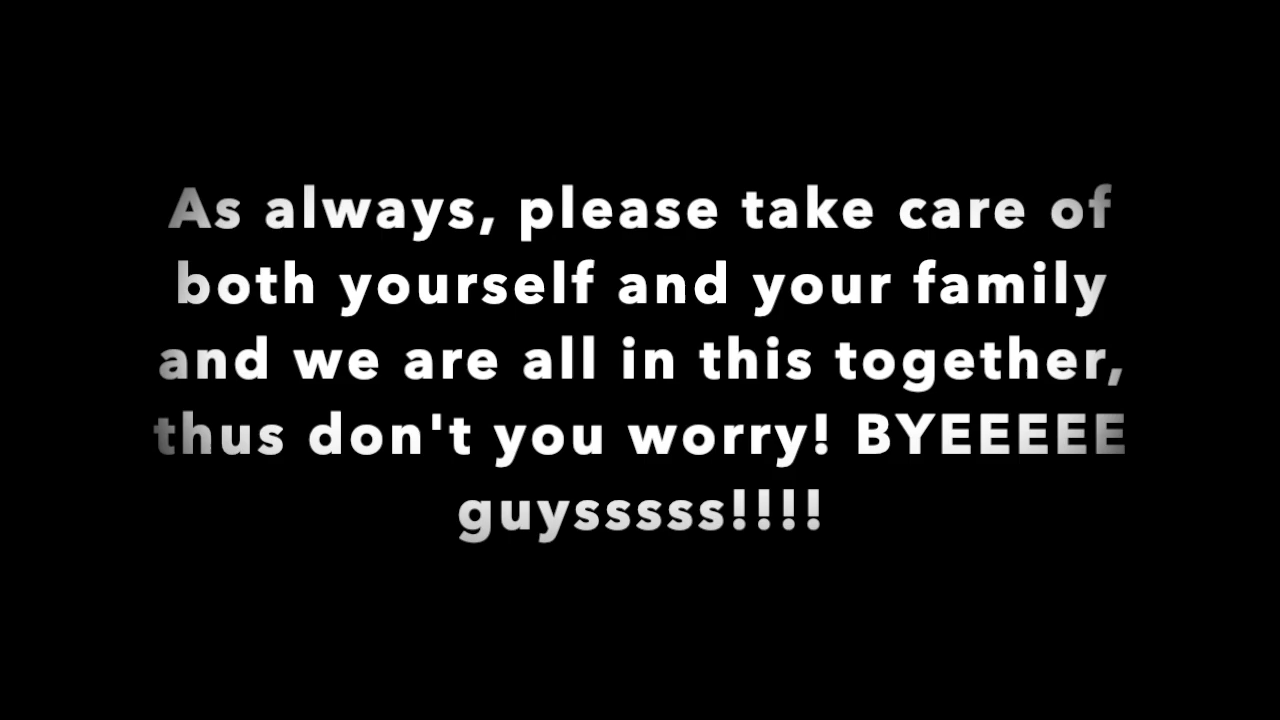 As always, please take care of
both yourself and your family
and we are all in this together,
thus don't you worry! BYEEEEE
guysssss!!!!